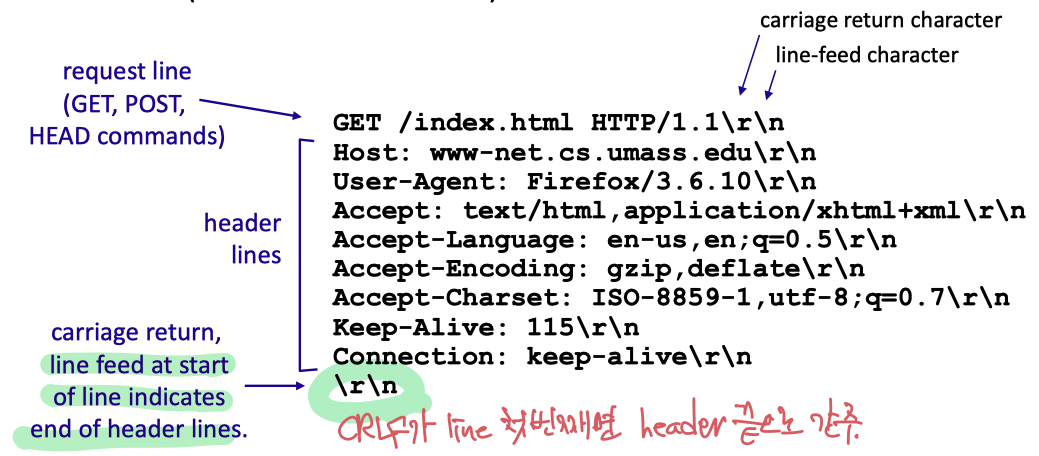 carriage return character
line-feed character
request line
(GET, POST,
HEAD commands)
GET /index.html HTTP/1.1\r\n
Host: www-net.cs.umass.edu\r\n
User-Agent: Firefox/3.6.10\r\n
Accept: text/html,application/xhtml+xml\r\n
Accept-Language: en-us,en;q=0.5\r\n
Accept-Encoding: gzip,deflate\r\n
Accept-Charset: ISO-8859-1,utf-8;q=0.7\r\n
Keep-Alive: 115\r\n
Connection: keep-alive\r\n
\r\n
header
lines
carriage return,
line feed at start
of line indicates
end of header lines.
CRLF가 line 첫번째면 header 끝으로 간주.